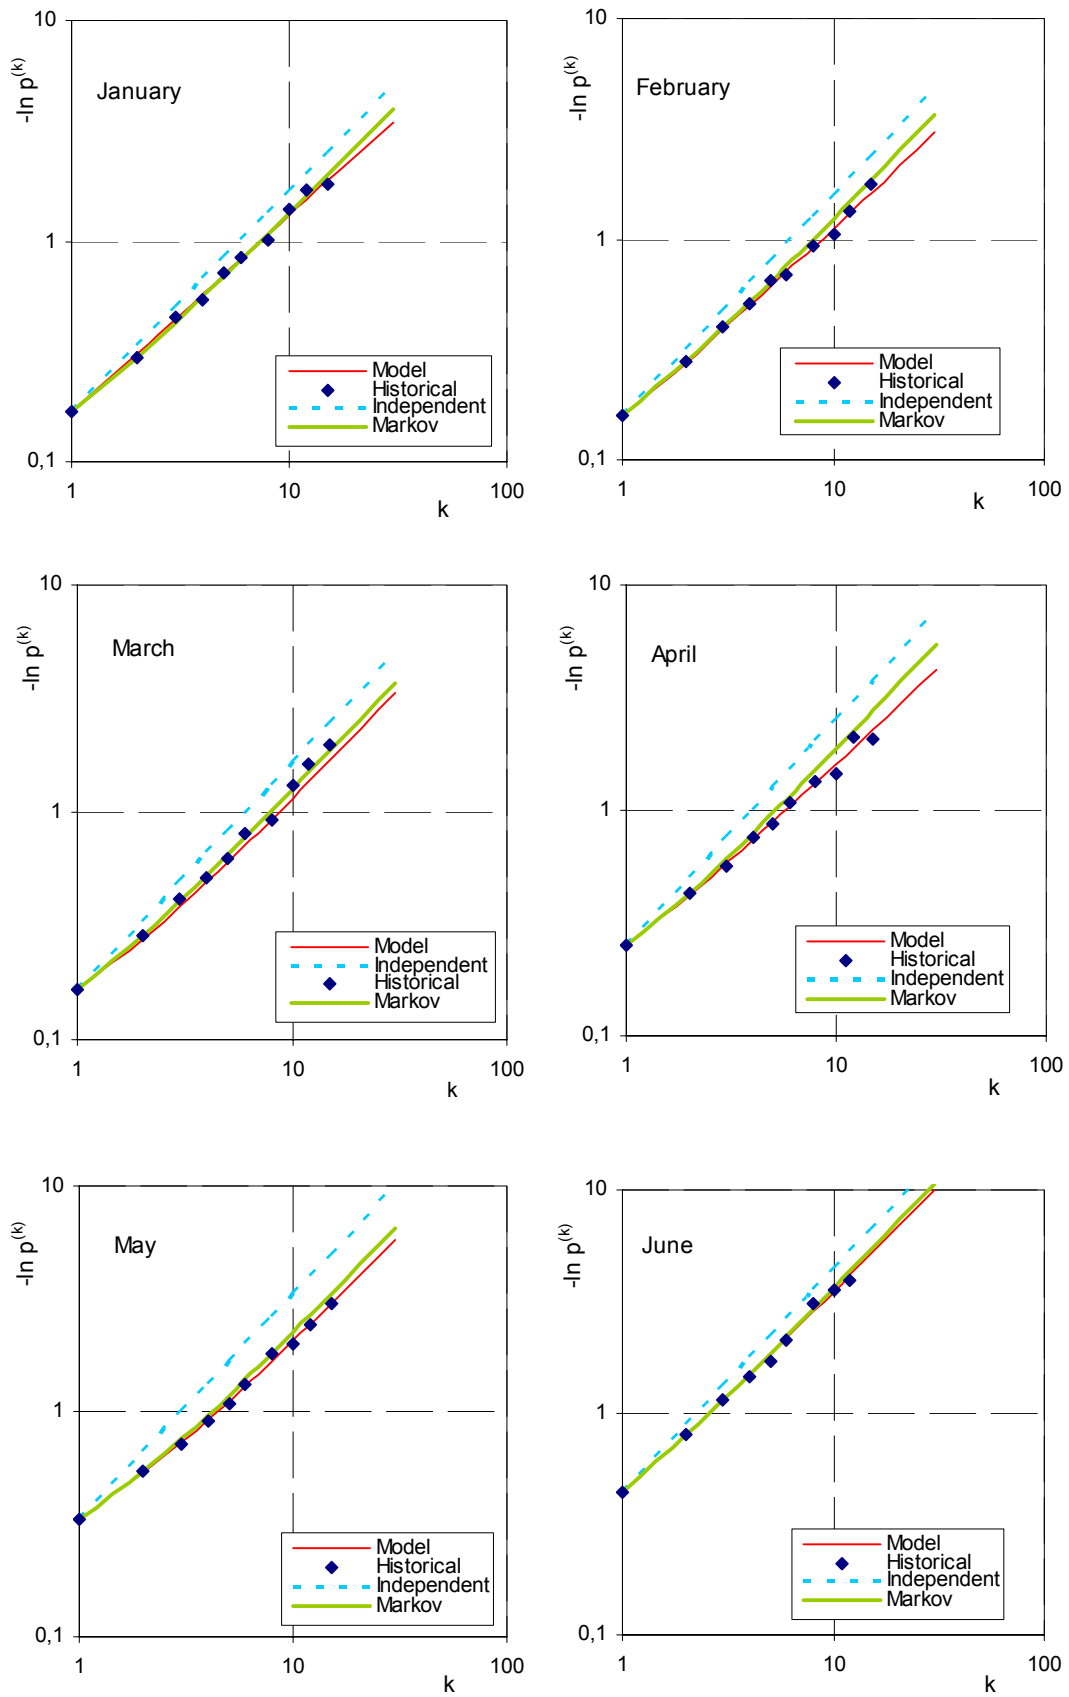 10
10
-ln p(k)
-ln p(k)
January
February
1
1
Model
Historical
Independent
Markov
Model
Historical
Independent
Markov
0,1
0,1
1
10
100
1
10
100
k
k
10
10
-ln p(k)
-ln p(k)
March
April
1
1
Model
Independent
Historical
Markov
Model
Historical
Independent
Markov
0,1
0,1
1
10
100
1
10
100
k
k
10
10
-ln p(k)
-ln p(k)
May
June
1
1
Model
Historical
Independent
Markov
Model
Historical
Independent
Markov
0,1
0,1
1
10
100
1
10
100
k
k